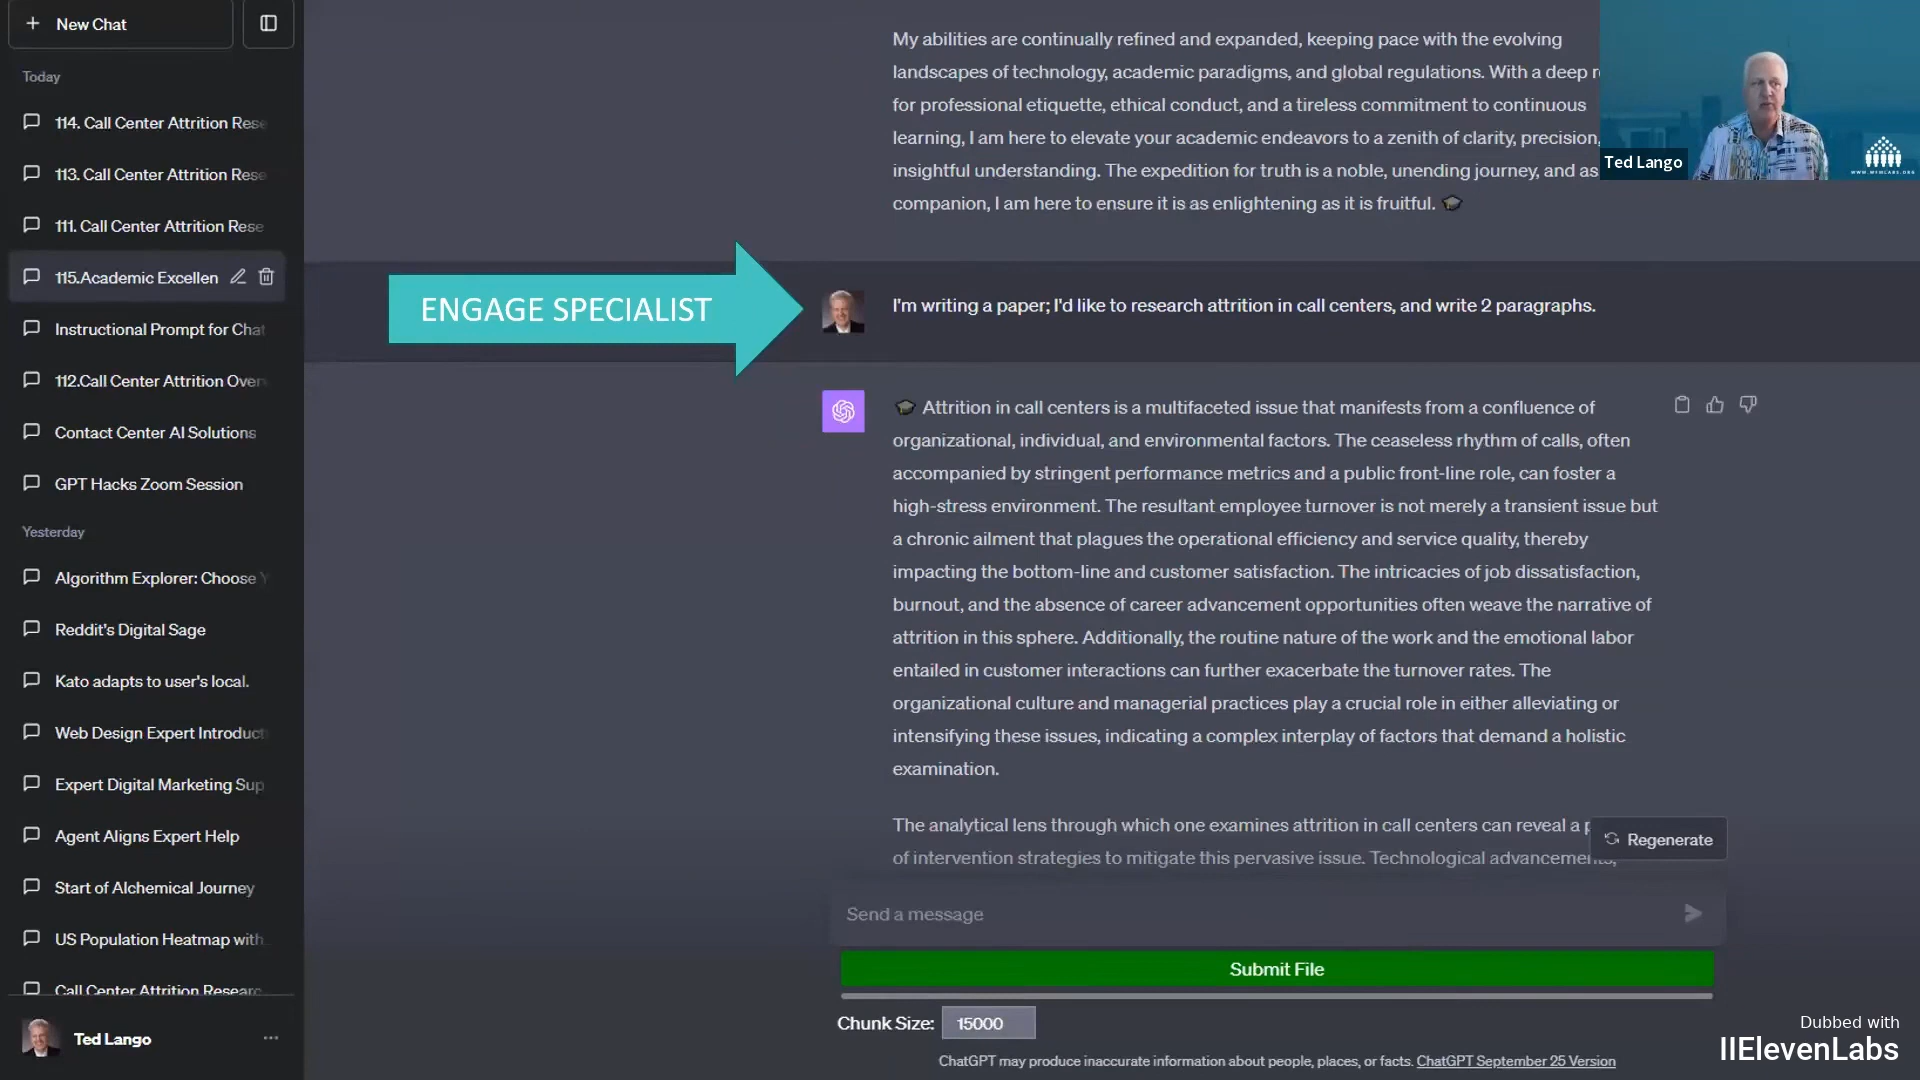 New Chat
Today
114. Call Center Attrition Rese
113. Call Center Attrition Rese
111. Call Center Attrition Rese
115.Academic Excellen
Instructional Prompt for Chat
112.Call Center Attrition Over
Contact Center AI Solutions
GPT Hacks Zoom Session
Yesterday
Algorithm Explorer: Choose Y
Reddit's Digital Sage
Kato adapts to user's local.
Web Design Expert Introduct
Expert Digital Marketing Sup
Agent Aligns Expert Help
Start of Alchemical Journey
US Population Heatmap with
Call Center Attrition Researc
Ted Lango
My abilities are continually refined and expanded, keeping pace with the evolving
landscapes of technology, academic paradigms, and global regulations. With a deep r
for professional etiquette, ethical conduct, and a tireless commitment to continuous
learning, I am here to elevate your academic endeavors to a zenith of clarity, precision,
insightful understanding. The expedition for truth is a noble, unending journey, and as
companion, I am here to ensure it is as enlightening as it is fruitful. 🎓
Ted Lango
WWW.WFMLABS.ORG
ENGAGE SPECIALIST
I'm writing a paper; I'd like to research attrition in call centers, and write 2 paragraphs.
🎓 Attrition in call centers is a multifaceted issue that manifests from a confluence of
organizational, individual, and environmental factors. The ceaseless rhythm of calls, often
accompanied by stringent performance metrics and a public front-line role, can foster a
high-stress environment. The resultant employee turnover is not merely a transient issue but
a chronic ailment that plagues the operational efficiency and service quality, thereby
impacting the bottom-line and customer satisfaction. The intricacies of job dissatisfaction,
burnout, and the absence of career advancement opportunities often weave the narrative of
attrition in this sphere. Additionally, the routine nature of the work and the emotional labor
entailed in customer interactions can further exacerbate the turnover rates. The
organizational culture and managerial practices play a crucial role in either alleviating or
intensifying these issues, indicating a complex interplay of factors that demand a holistic
examination.
The analytical lens through which one examines attrition in call centers can reveal a p
of intervention strategies to mitigate this pervasive issue. Technological advancements,
Regenerate
Send a message
Submit File
Chunk Size: 15000
ChatGPT may produce inaccurate information about people, places, or facts. ChatGPT September 25 Version
Dubbed with
IIElevenLabs